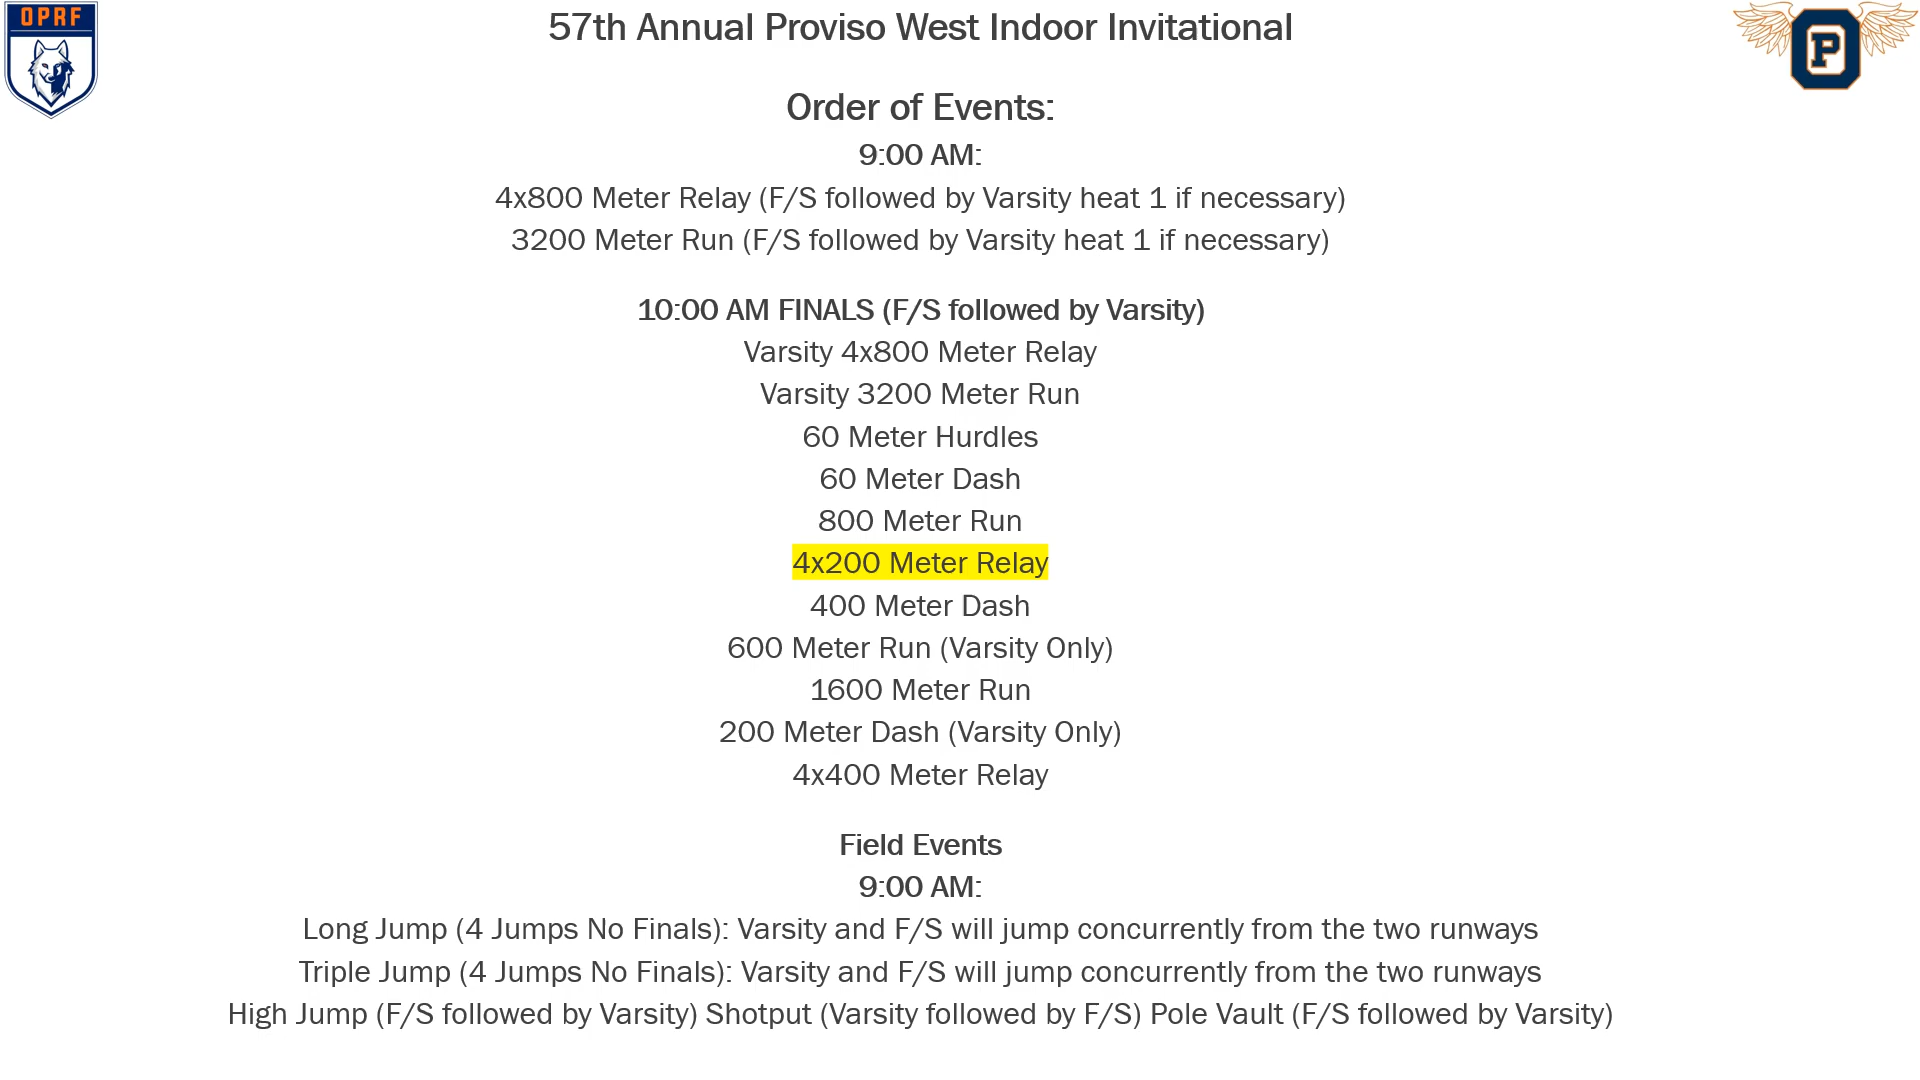 OPRF
57th Annual Proviso West Indoor Invitational
OP
Order of Events:
9:00 AM:
4x800 Meter Relay (F/S followed by Varsity heat 1 if necessary)
3200 Meter Run (F/S followed by Varsity heat 1 if necessary)
10:00 AM FINALS (F/S followed by Varsity)
Varsity 4x800 Meter Relay
Varsity 3200 Meter Run
60 Meter Hurdles
60 Meter Dash
800 Meter Run
4x200 Meter Relay
400 Meter Dash
600 Meter Run (Varsity Only)
1600 Meter Run
200 Meter Dash (Varsity Only)
4x400 Meter Relay
Field Events
9:00 AM:
Long Jump (4 Jumps No Finals): Varsity and F/S will jump concurrently from the two runways
Triple Jump (4 Jumps No Finals): Varsity and F/S will jump concurrently from the two runways
High Jump (F/S followed by Varsity) Shotput (Varsity followed by F/S) Pole Vault (F/S followed by Varsity)